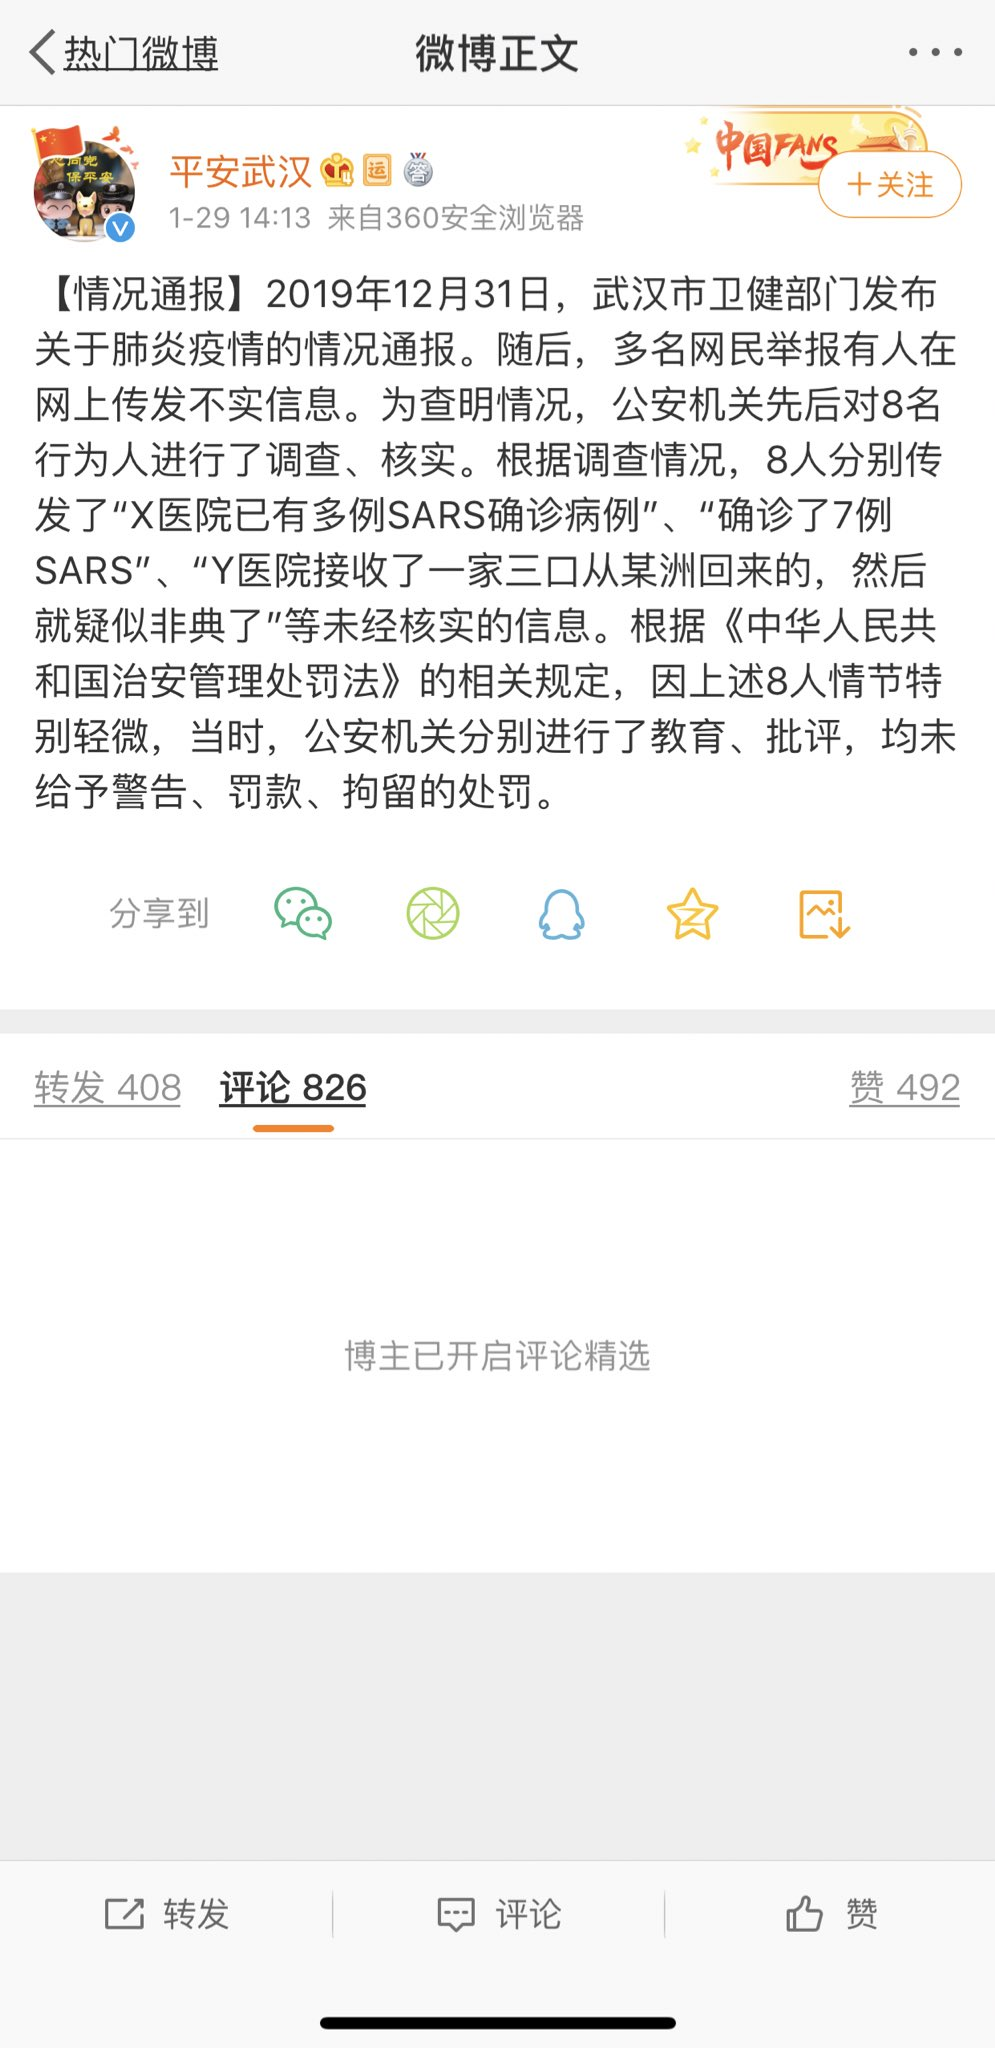 热门微博
微博正文
心向党
保平安
中国FANS
平安武汉
运
答
+关注
1-29 14:13 来自360安全浏览器
【情况通报】2019年12月31日，武汉市卫健部门发布
关于肺炎疫情的情况通报。随后，多名网民举报有人在
网上传发不实信息。为查明情况，公安机关先后对8名
行为人进行了调查、核实。根据调查情况，8人分别传
发了“X医院已有多例SARS确诊病例”、“确诊了7例
SARS”、“Y医院接收了一家三口从某洲回来的，然后
就疑似非典了”等未经核实的信息。根据《中华人民共
和国治安管理处罚法》的相关规定，因上述8人情节特
别轻微，当时，公安机关分别进行了教育、批评，均未
给予警告、罚款、拘留的处罚。
分享到
转发 408 评论 826 赞 492
博主已开启评论精选
转发 评论 赞